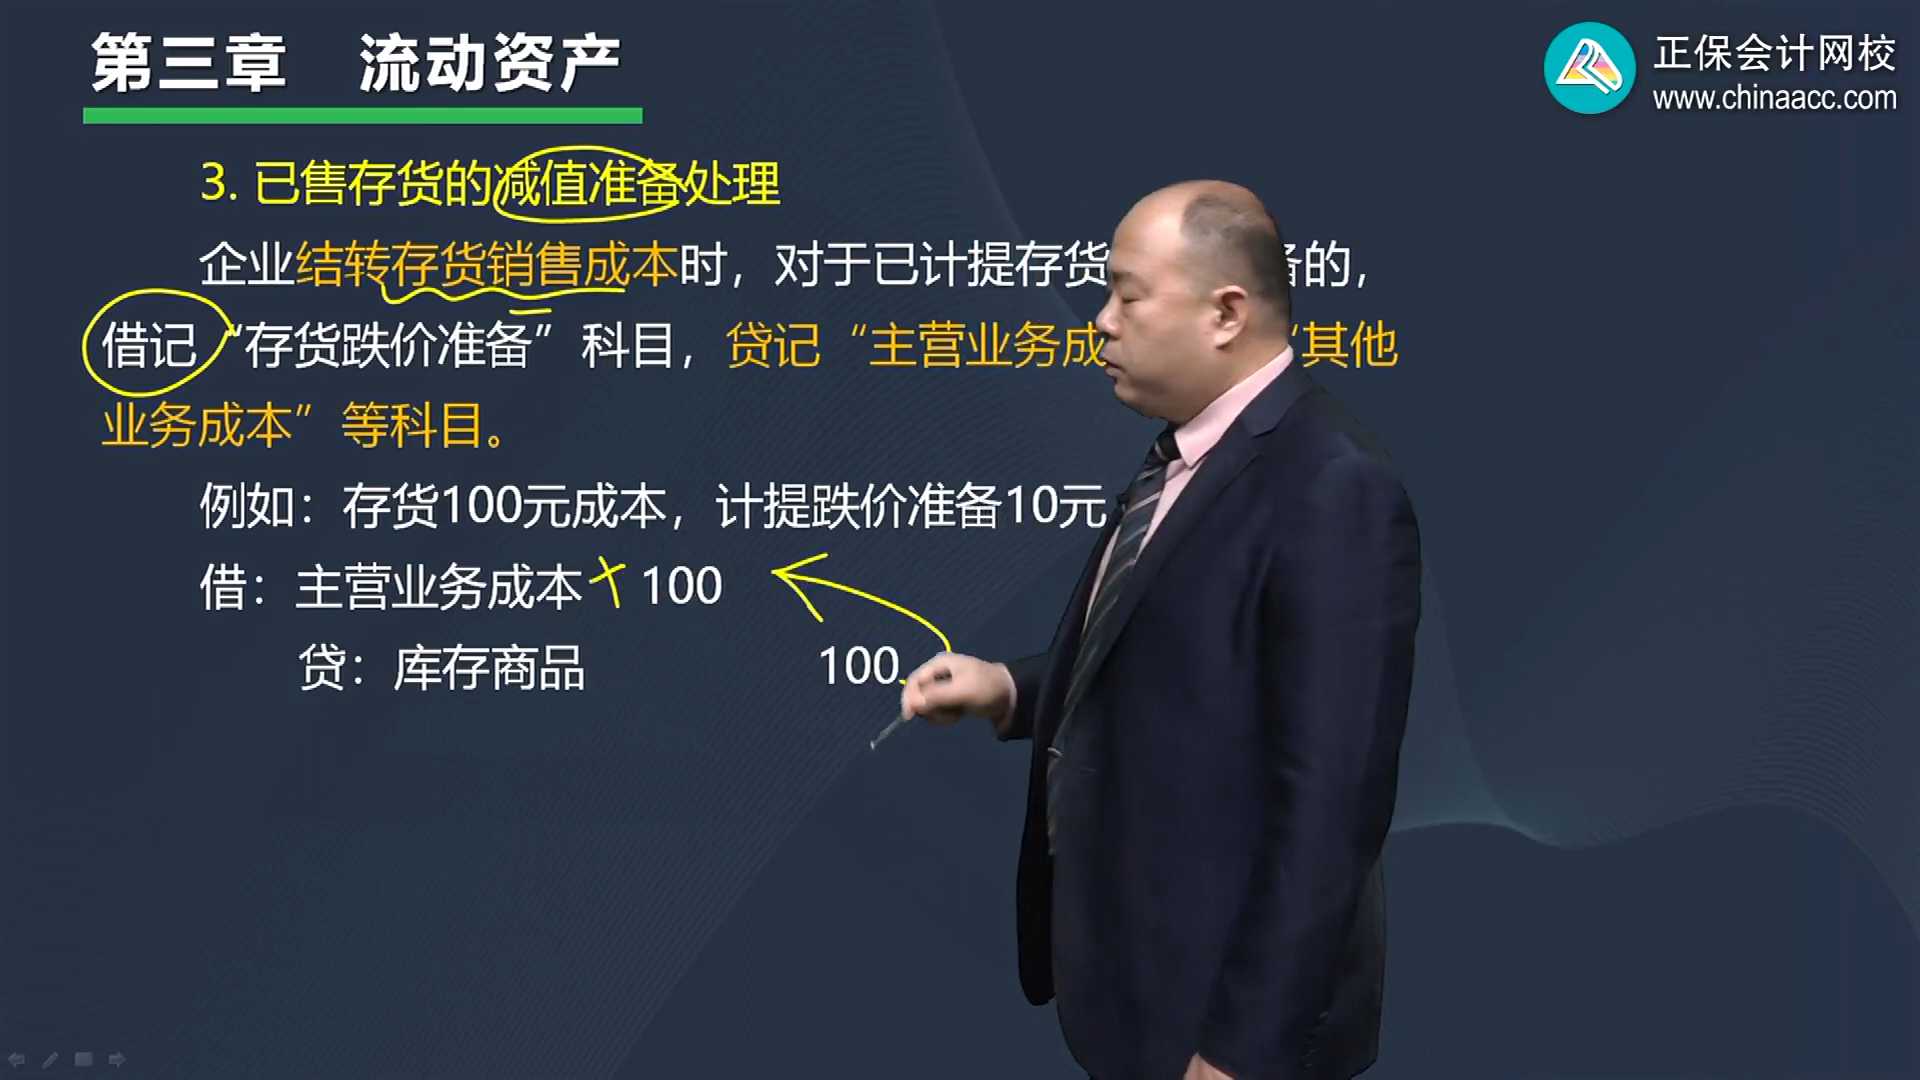 第三章 流动资产
正保会计网校
www.chinaacc.com
3. 已售存货的减值准备处理
企业结转存货销售成本时，对于已计提存货 备的，
借记“存货跌价准备”科目，贷记“主营业务成 “其他
业务成本”等科目。
例如：存货100元成本，计提跌价准备10元
借：主营业务成本 100
贷：库存商品 100